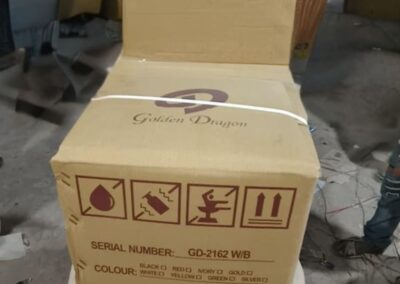 Golden Dragon
SERIAL NUMBER: GD-2162 W/B
COLOUR: BLACK☐ RED☐ IVORY☐ GOLD☐
WHITE☐ YELLOW☐ GREEN☐ SILVER☐